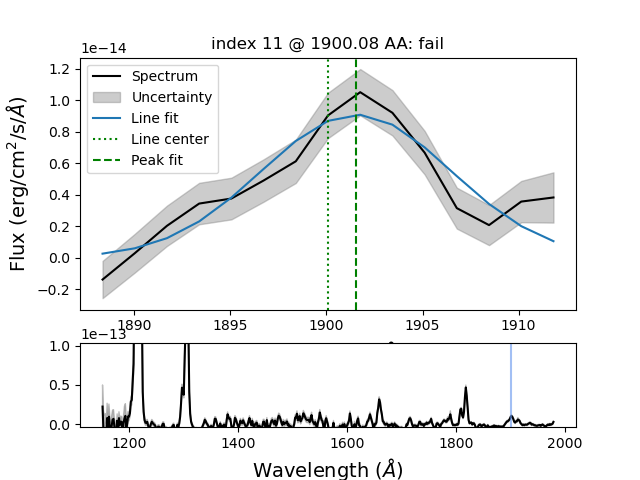 index 11 @ 1900.08 AA: fail
1e−14
Flux (erg/cm²/s/Å)
1.2
1.0
0.8
0.6
0.4
0.2
0.0
−0.2
Spectrum
Uncertainty
Line fit
Line center
Peak fit
1890 1895 1900 1905 1910
1e−13
1.0
0.5
0.0
1200 1400 1600 1800 2000
Wavelength (Å)